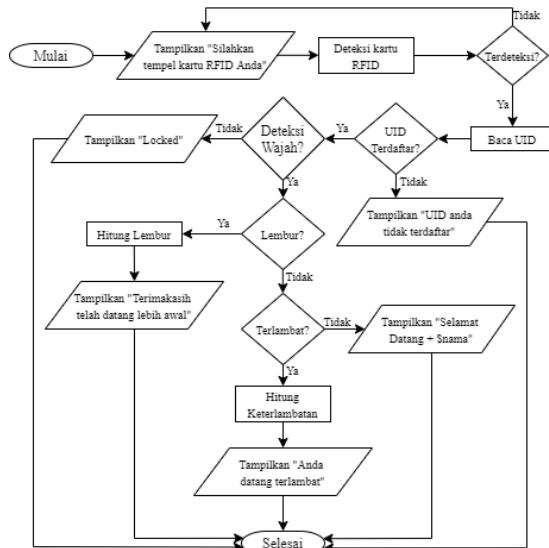 Tidak
Mulai
Tampilkan "Silahkan
tempel kartu RFID Anda"
Deteksi kartu
RFID
Terdeteksi?
Ya
Tampilkan "Locked"
Tidak
Deteksi
Wajah?
Ya
UID
Terdaftar?
Baca UID
Tidak
Ya
Tampilkan "UID anda
tidak terdaftar"
Hitung Lembur
Ya
Lembur?
Tidak
Tampilkan "Terimakasih
telah datang lebih awal"
Terlambat?
Tidak
Tampilkan "Selamat
Datang + $nama"
Ya
Hitung
Keterlambatan
Tampilkan "Anda
datang terlambat"
Selesai